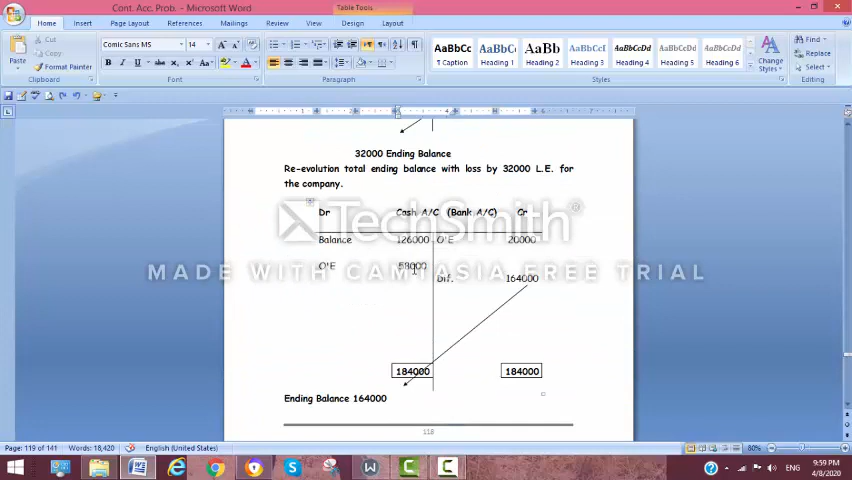 Cont. Acc. Prob. - Microsoft Word
Table Tools
Home Insert Page Layout References Mailings Review View Design Layout
Cut
Copy
Format Painter
Paste
Clipboard
Comic Sans MS 14
Font
Paragraph
AaBbCc AaBbC AaBb AaBbCcI AaBbCcDd AaBbCcDd AaBbCcDd
¶ Caption Heading 1 Heading 2 Heading 3 Heading 4 Heading 5 Heading 6
Change Styles
Styles
Find
Replace
Select
Editing
32000 Ending Balance
Re-evolution total ending balance with loss by 32000 L.E. for
the company.
Dr Cash A/C (Bank A/C) Cr
Balance 126000 O!E 20000
O!E 58000
Dif. 164000
184000 184000
Ending Balance 164000
118
TechSmith®
MADE WITH CAMTASIA FREE TRIAL
Page: 119 of 141 Words: 18,420 English (United States) 80%
ENG 9:59 PM
4/8/2020